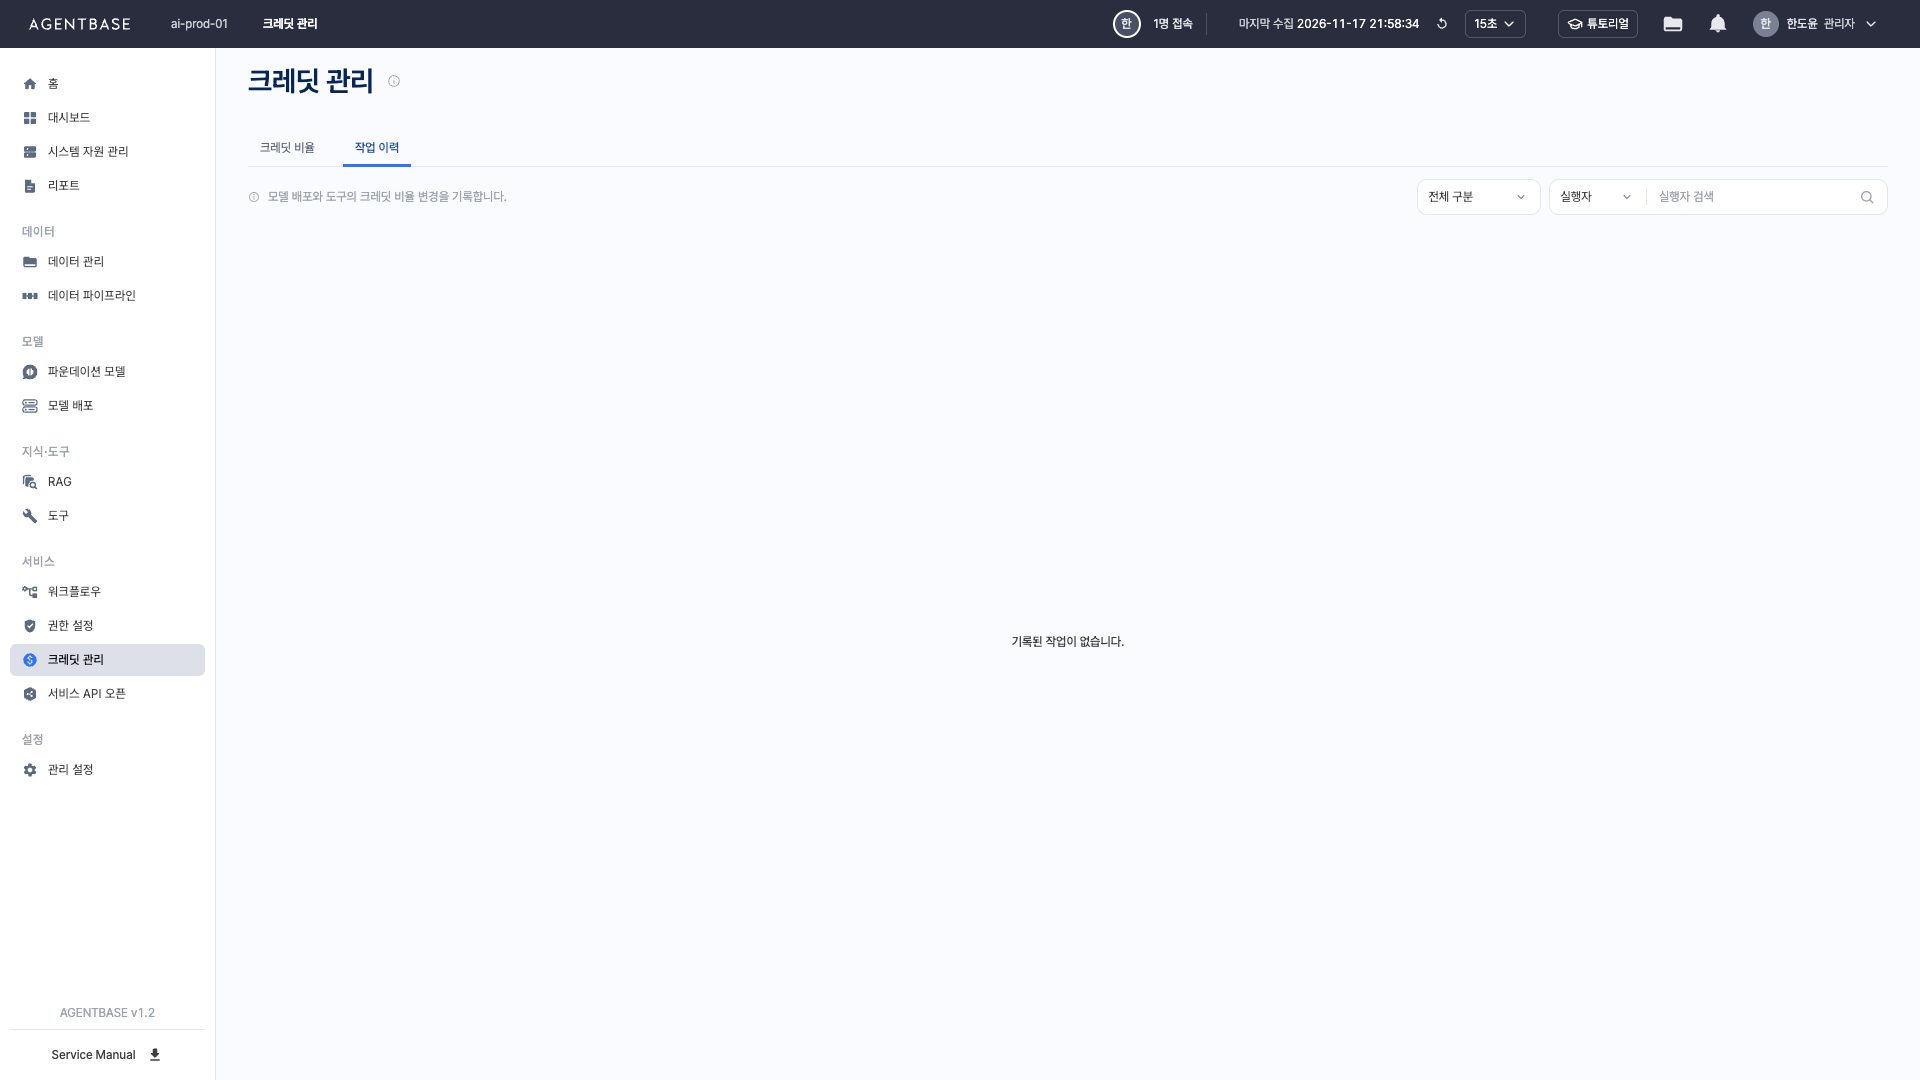 AGENTBASE
ai-prod-01
크레딧 관리
한
1명 접속
마지막 수집 2026-11-17 21:58:34
15초
튜토리얼
한
한도윤 관리자
홈
대시보드
시스템 자원 관리
리포트
데이터
데이터 관리
데이터 파이프라인
모델
파운데이션 모델
모델 배포
지식·도구
RAG
도구
서비스
워크플로우
권한 설정
크레딧 관리
서비스 API 오픈
설정
관리 설정
AGENTBASE v1.2
Service Manual
크레딧 관리
크레딧 비율
작업 이력
모델 배포와 도구의 크레딧 비율 변경을 기록합니다.
전체 구분
실행자
실행자 검색
기록된 작업이 없습니다.